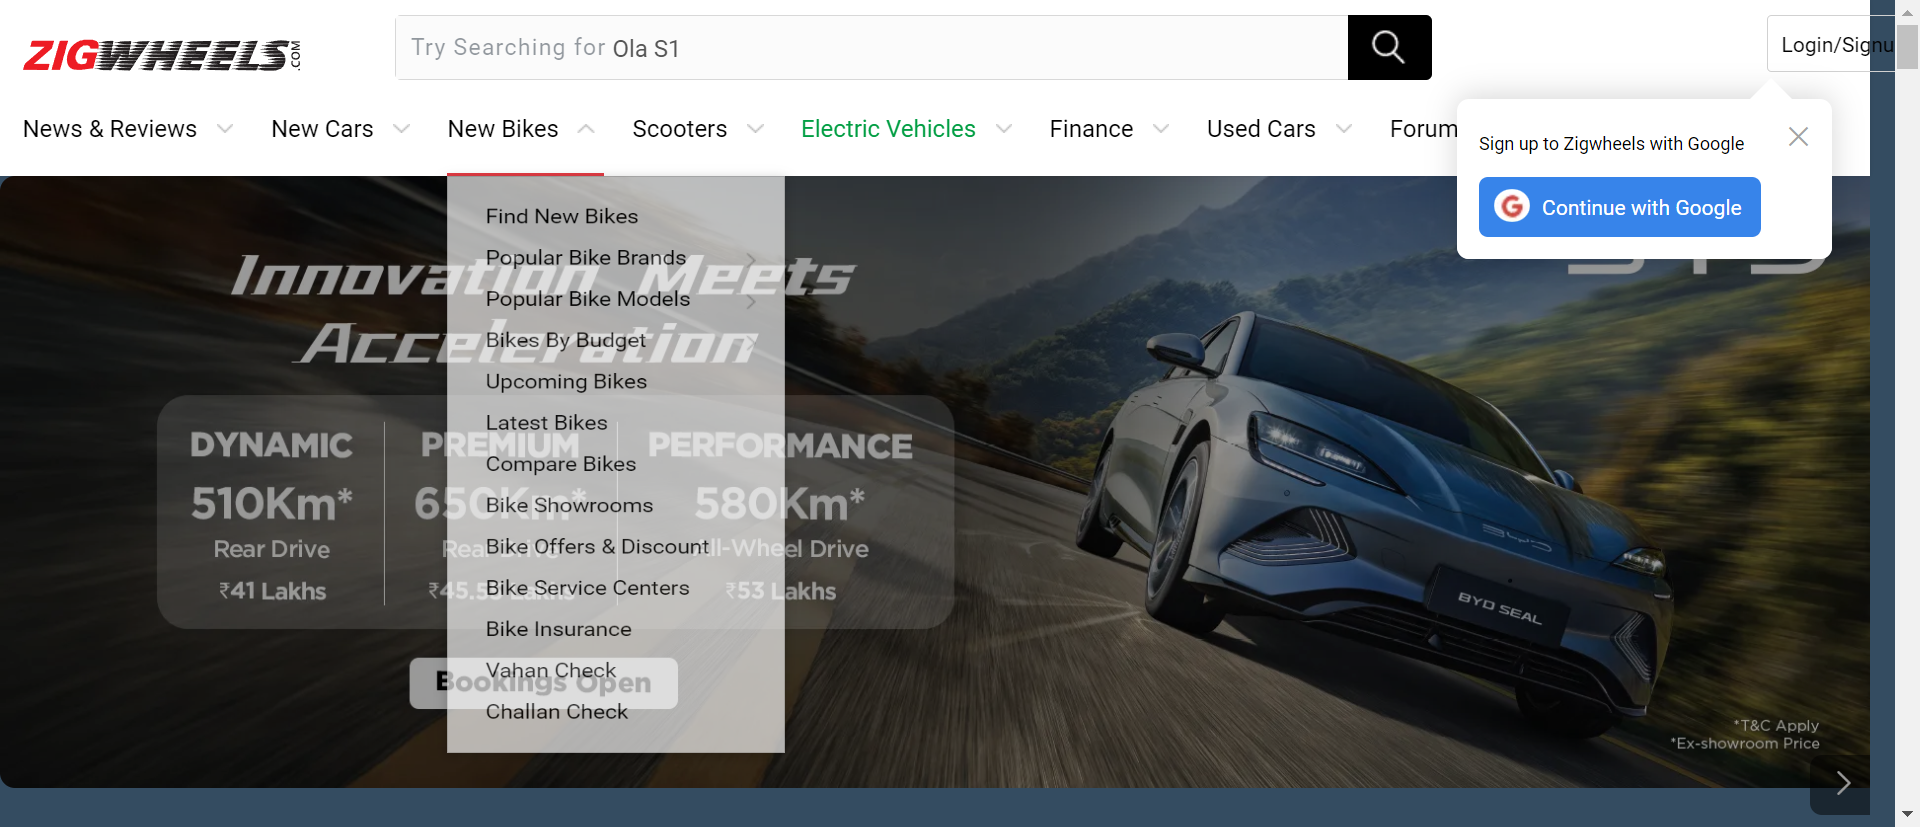 ZIGWHEELS.COM
Try Searching for Ola S1
Login/Signu
News & Reviews
New Cars
New Bikes
Scooters
Electric Vehicles
Finance
Used Cars
Forum
Sign up to Zigwheels with Google
Continue with Google
Find New Bikes
Popular Bike Brands
Popular Bike Models
Bikes By Budget
Upcoming Bikes
Latest Bikes
Compare Bikes
Bike Showrooms
Bike Offers & Discount
Bike Service Centers
Bike Insurance
Vahan Check
Challan Check
Innovation Meets
Acceleration
DYNAMIC
510Km*
Rear Drive
₹41 Lakhs
PREMIUM
650Km*
Rear Drive
Lakhs
PERFORMANCE
580Km*
All-Wheel Drive
₹53 Lakhs
Bookings Open
BYD
BYD SEAL
*T&C Apply
*Ex-showroom Price